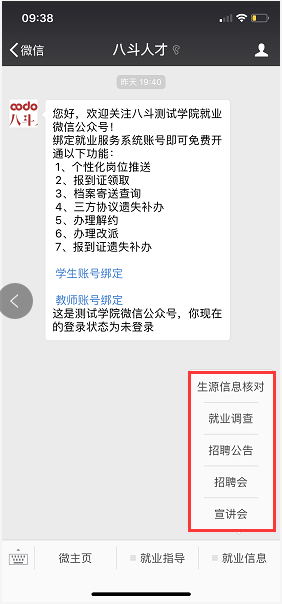 09:38
微信
八斗人才
昨天 19:40
oodo
八斗
您好，欢迎关注八斗测试学院就业
微信公众号！
绑定就业服务系统账号即可免费开
通以下功能：
1、个性化岗位推送
2、报到证领取
3、档案寄送查询
4、三方协议遗失补办
5、办理解约
6、办理改派
7、报到证遗失补办
学生账号绑定
教师账号绑定
这是测试学院微信公众号，你现在
的登录状态为未登录
生源信息核对
就业调查
招聘公告
招聘会
宣讲会
微主页
就业指导
就业信息